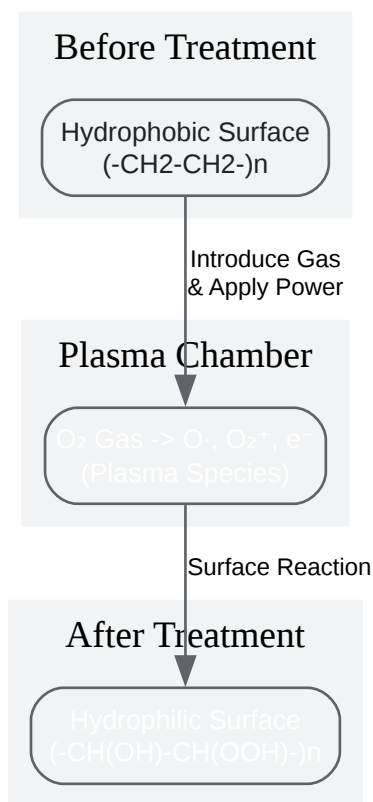 Before Treatment
Hydrophobic Surface
(-CH2-CH2-)n
Introduce Gas
& Apply Power
Plasma Chamber
O₂ Gas -> O·, O₂⁺, e⁻
(Plasma Species)
Surface Reaction
After Treatment
Hydrophilic Surface
(-CH(OH)-CH(OOH)-)n